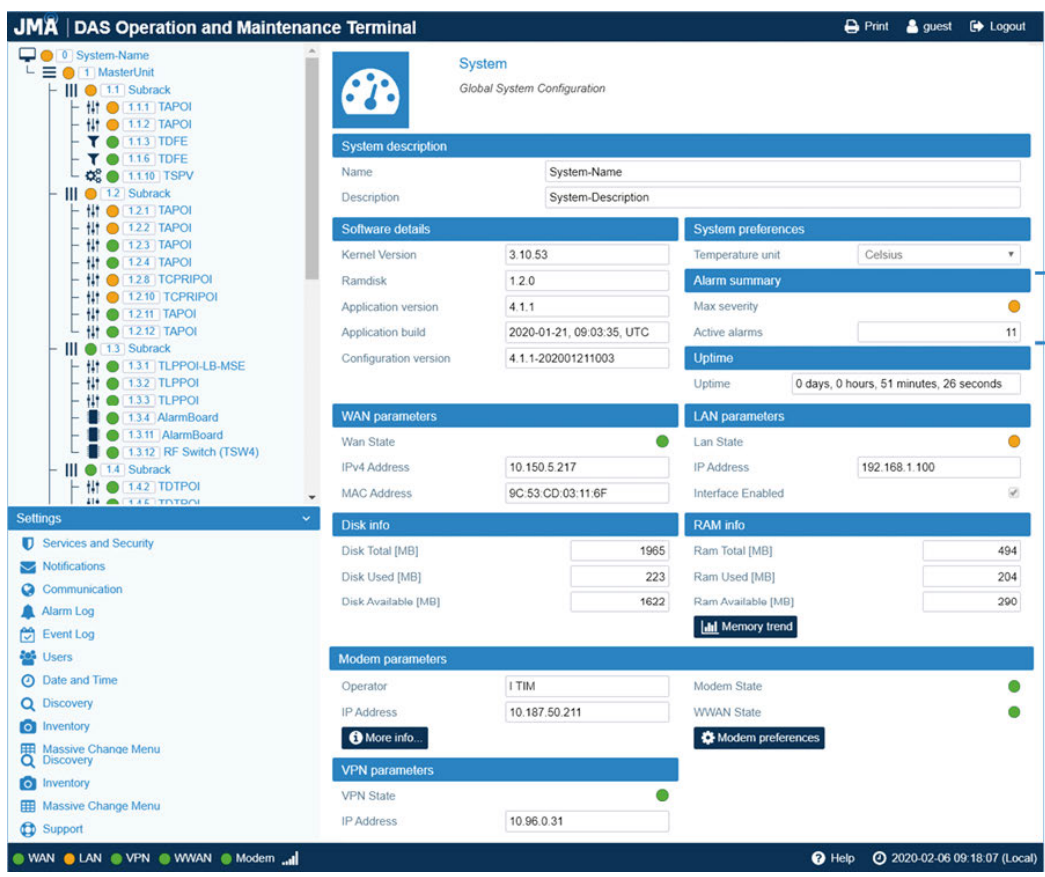 JMA DAS Operation and Maintenance Terminal
Print guest Logout
0 System-Name
1 MasterUnit
1.1 Subrack
1.1.1 TAPOI
1.1.2 TAPOI
1.1.3 TDFE
1.1.6 TDFE
1.1.10 TSPV
1.2 Subrack
1.2.1 TAPOI
1.2.2 TAPOI
1.2.3 TAPOI
1.2.4 TAPOI
1.2.8 TCPRIPOI
1.2.10 TCPRIPOI
1.2.11 TAPOI
1.2.12 TAPOI
1.3 Subrack
1.3.1 TLPPOI-LB-MSE
1.3.2 TLPPOI
1.3.3 TLPPOI
1.3.4 AlarmBoard
1.3.11 AlarmBoard
1.3.12 RF Switch (TSW4)
1.4 Subrack
1.4.2 TDTPOI
Settings
Services and Security
Notifications
Communication
Alarm Log
Event Log
Users
Date and Time
Discovery
Inventory
Massive Change Menu
Discovery
Inventory
Massive Change Menu
Support
System
Global System Configuration
System description
Name System-Name
Description System-Description
Software details
Kernel Version 3.10.53
Ramdisk 1.2.0
Application version 4.1.1
Application build 2020-01-21, 09:03:35, UTC
Configuration version 4.1.1-202001211003
System preferences
Temperature unit Celsius
Alarm summary
Max severity
Active alarms 11
Uptime
Uptime 0 days, 0 hours, 51 minutes, 26 seconds
WAN parameters
Wan State
IPv4 Address 10.150.5.217
MAC Address 9C:53:CD:03:11:6F
LAN parameters
Lan State
IP Address 192.168.1.100
Interface Enabled
Disk info
Disk Total [MB] 1965
Disk Used [MB] 223
Disk Available [MB] 1622
RAM info
Ram Total [MB] 494
Ram Used [MB] 204
Ram Available [MB] 290
Memory trend
Modem parameters
Operator I TIM
IP Address 10.187.50.211
More info...
Modem State
WWAN State
Modem preferences
VPN parameters
VPN State
IP Address 10.96.0.31
WAN LAN VPN WWAN Modem
Help 2020-02-06 09:18:07 (Local)